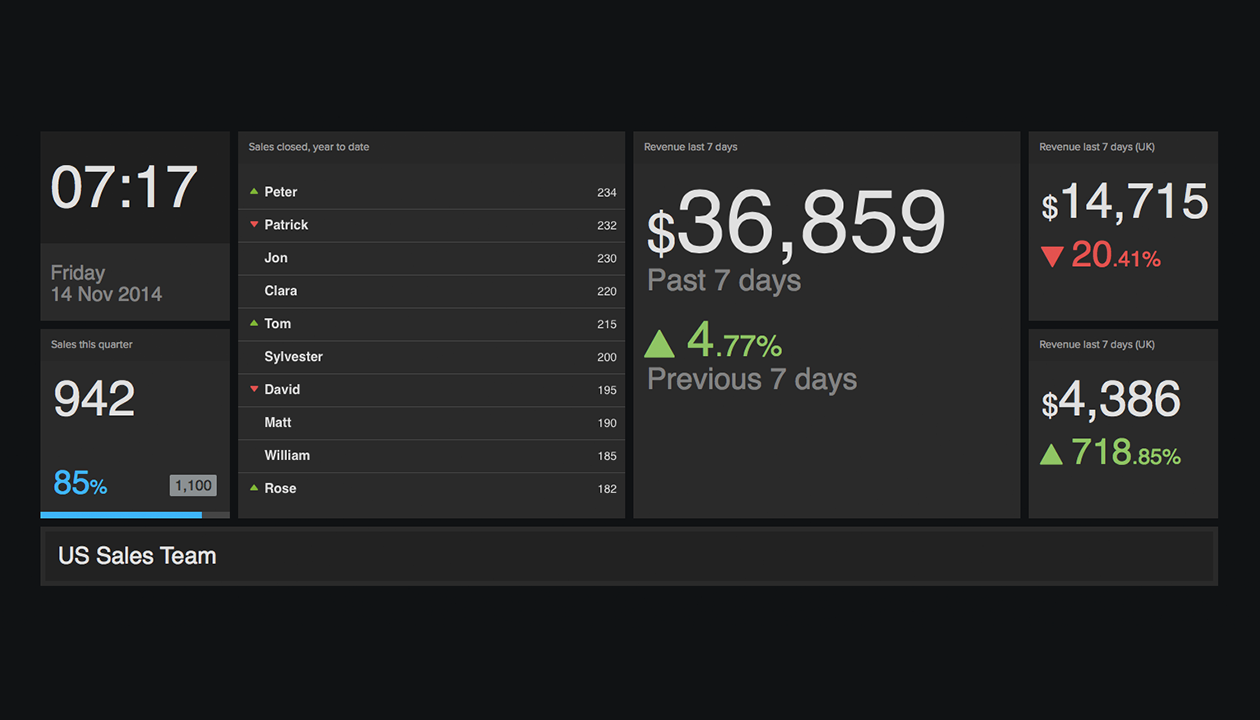 07:17
Friday
14 Nov 2014
Sales this quarter
942
85%
1,100
Sales closed, year to date
Peter 234
Patrick 232
Jon 230
Clara 220
Tom 215
Sylvester 200
David 195
Matt 190
William 185
Rose 182
Revenue last 7 days
$36,859
Past 7 days
4.77%
Previous 7 days
Revenue last 7 days (UK)
$14,715
20.41%
Revenue last 7 days (UK)
$4,386
718.85%
US Sales Team